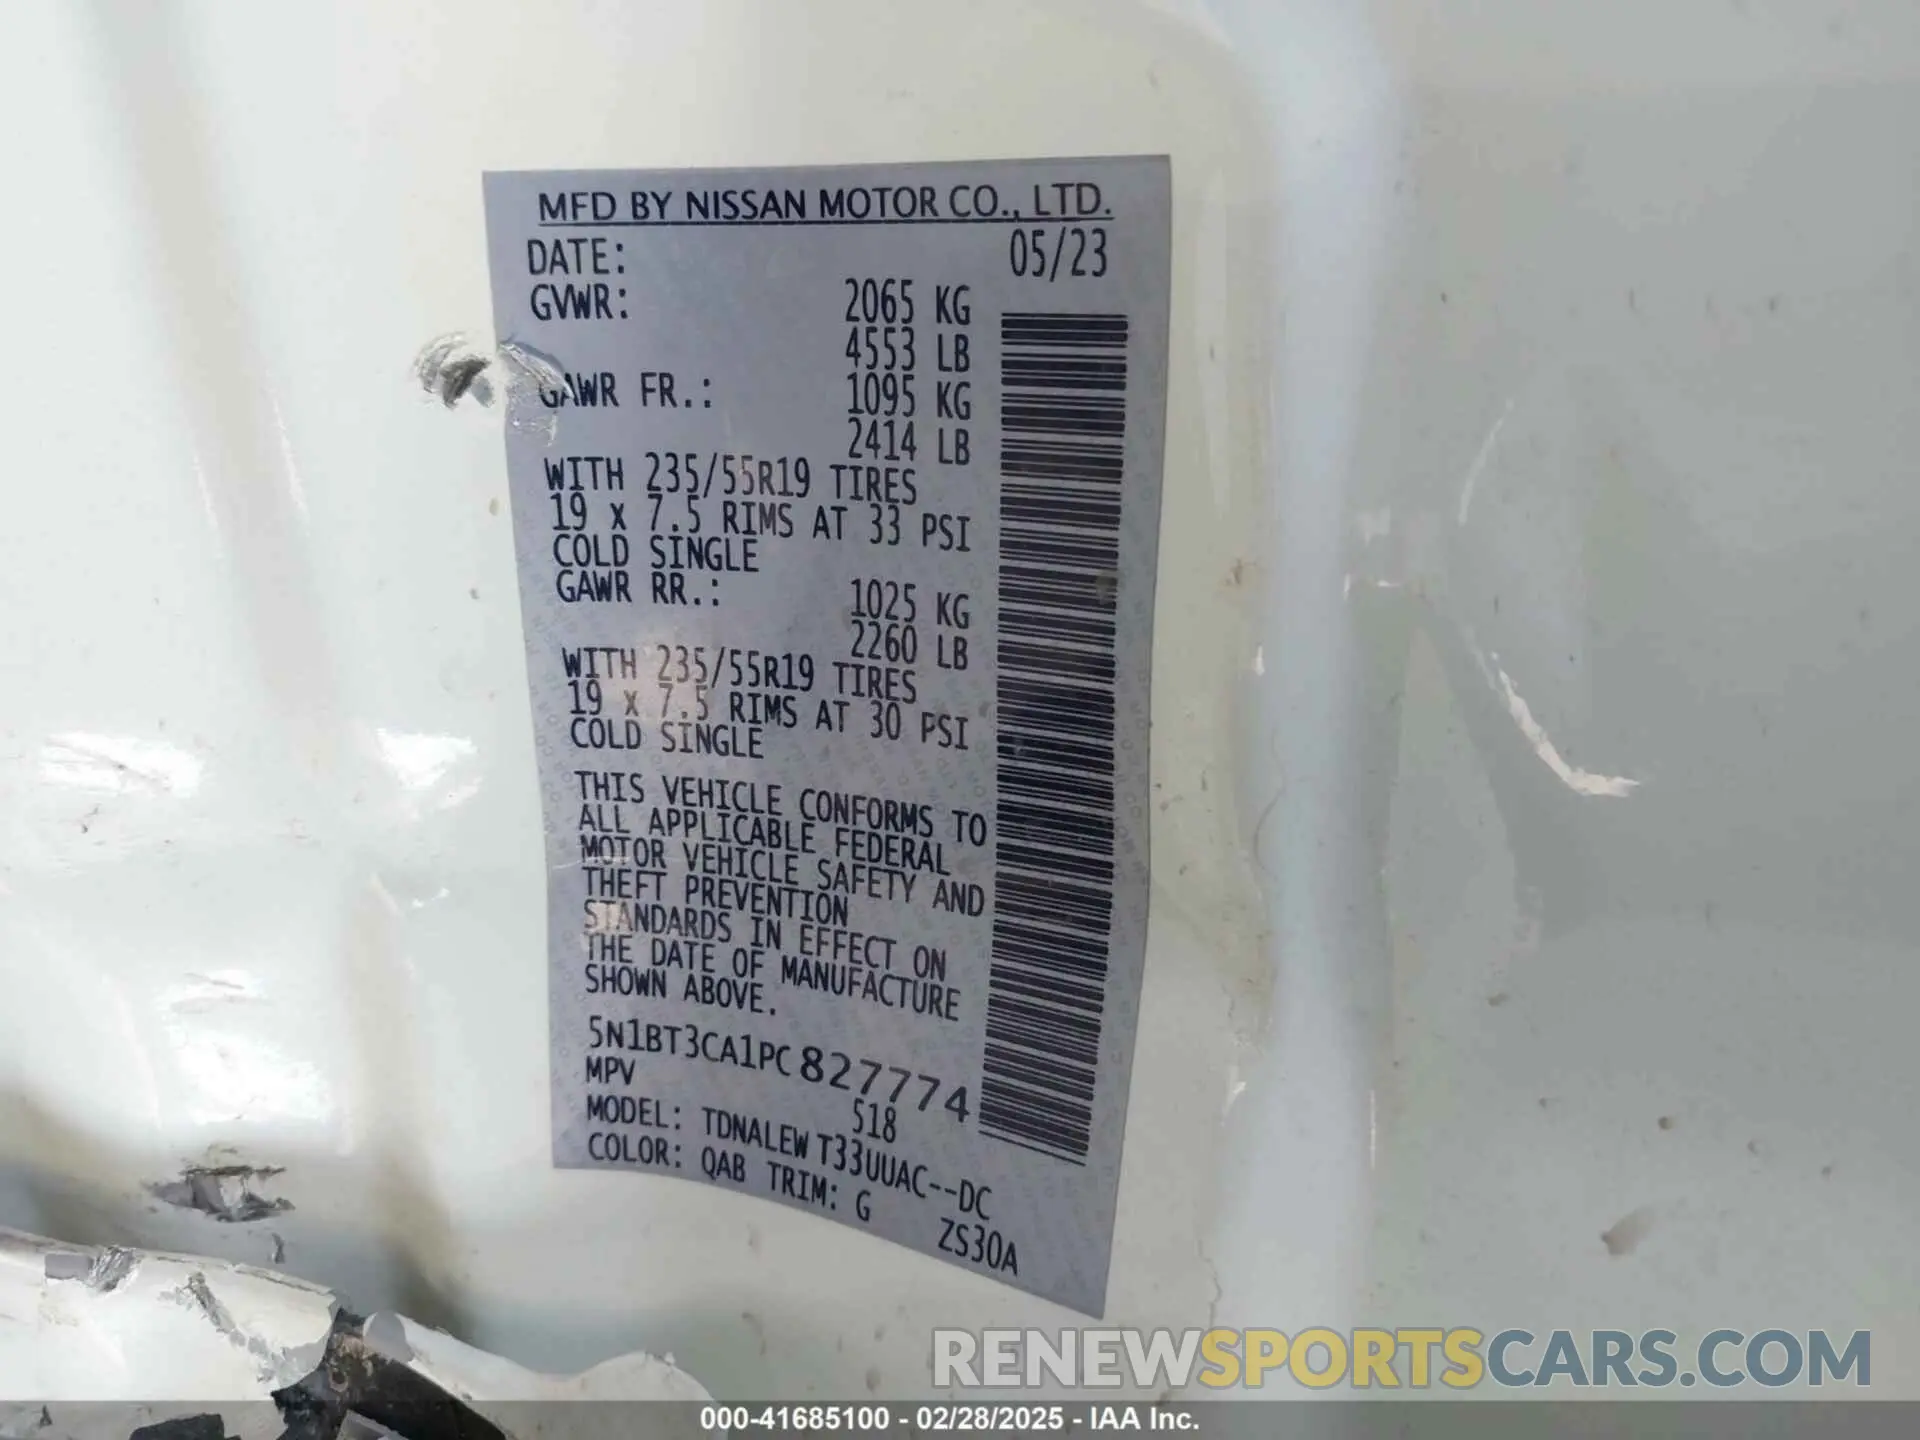 MFD BY NISSAN MOTOR CO., LTD.
DATE: 05/23
GVWR: 2065 KG
4553 LB
GAWR FR.: 1095 KG
2414 LB
WITH 235/55R19 TIRES
19 x 7.5 RIMS AT 33 PSI
COLD SINGLE
GAWR RR.: 1025 KG
2260 LB
WITH 235/55R19 TIRES
19 x 7.5 RIMS AT 30 PSI
COLD SINGLE
THIS VEHICLE CONFORMS TO
ALL APPLICABLE FEDERAL
MOTOR VEHICLE SAFETY AND
THEFT PREVENTION
STANDARDS IN EFFECT ON
THE DATE OF MANUFACTURE
SHOWN ABOVE.
5N1BT3CA1PC827774
MPV 518
MODEL: TDNALEW T33UUAC--DC
COLOR: QAB TRIM: G ZS30A
RENEWSPORTSCARS.COM
000-41685100 - 02/28/2025 - IAA Inc.